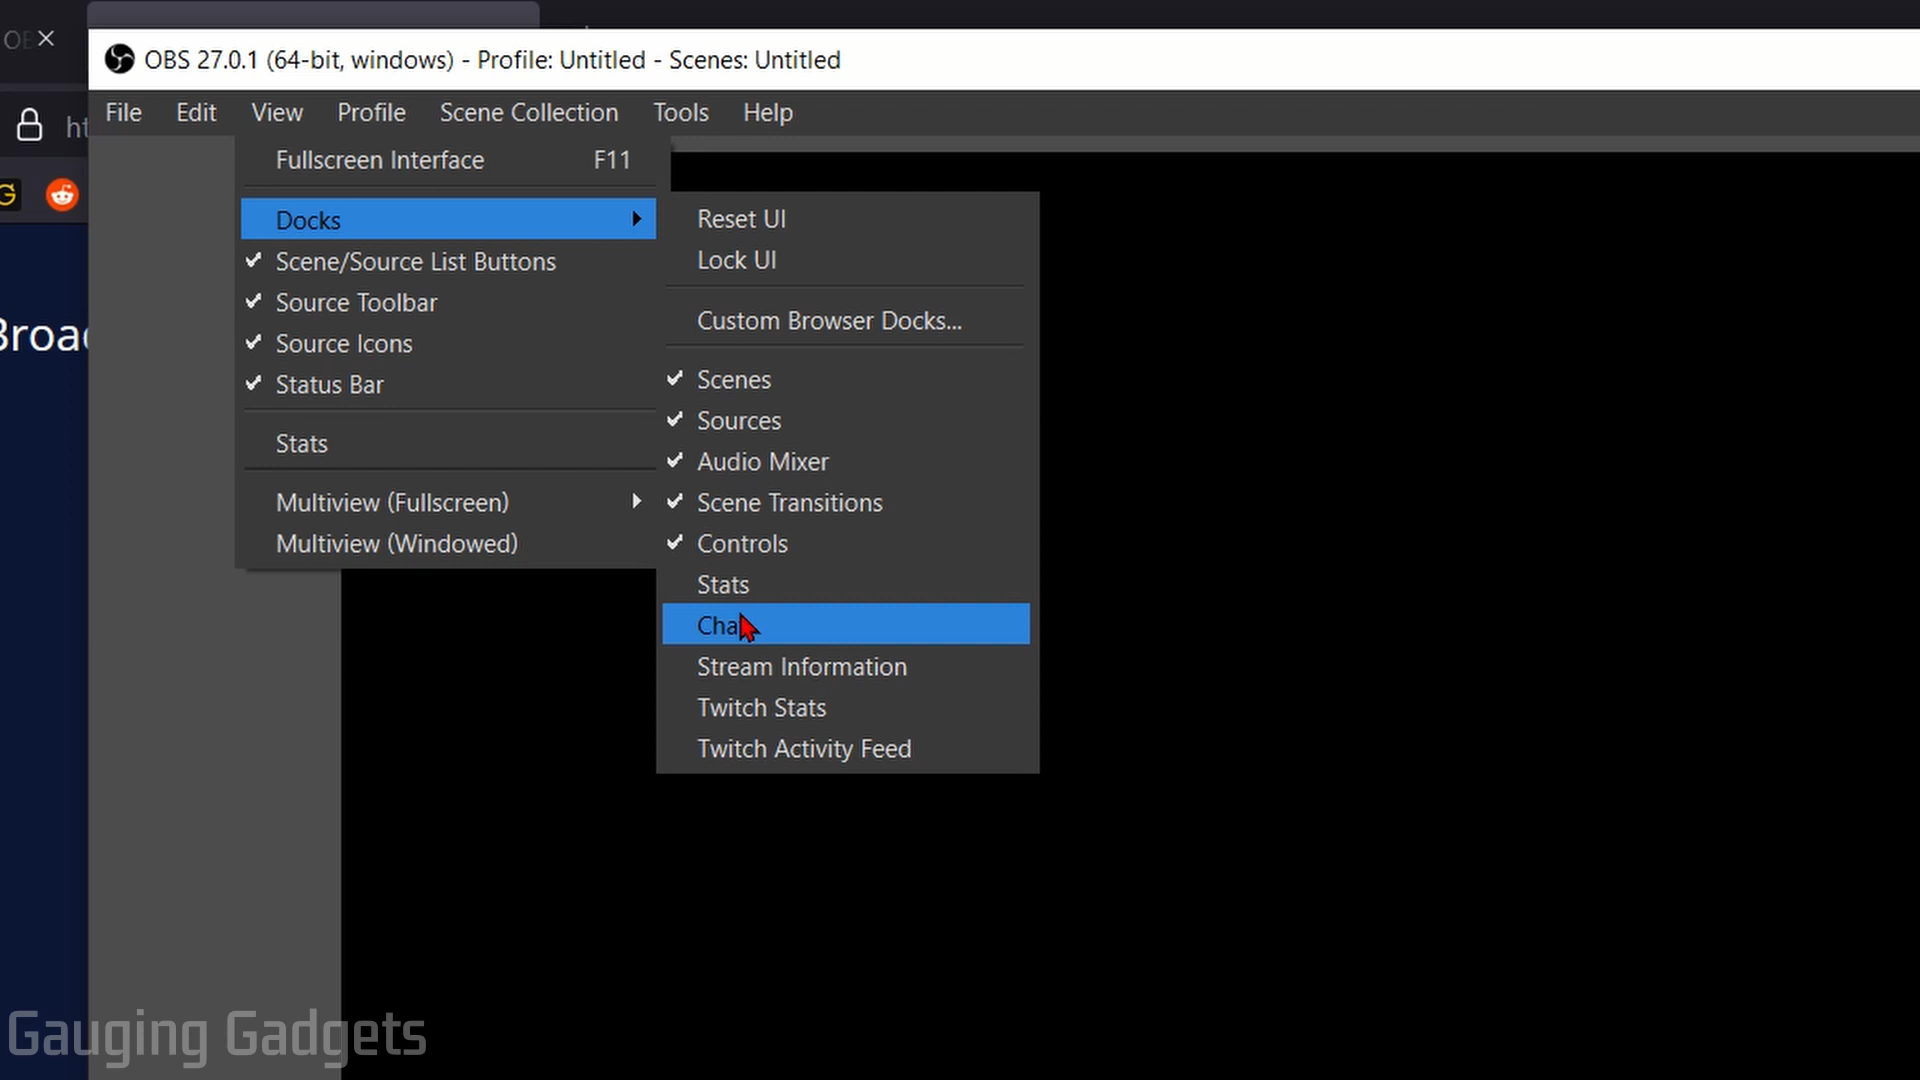 OBS 27.0.1 (64-bit, windows) - Profile: Untitled - Scenes: Untitled
File Edit View Profile Scene Collection Tools Help
Fullscreen Interface F11
Docks
Scene/Source List Buttons
Source Toolbar
Source Icons
Status Bar
Stats
Multiview (Fullscreen)
Multiview (Windowed)
Reset UI
Lock UI
Custom Browser Docks...
Scenes
Sources
Audio Mixer
Scene Transitions
Controls
Stats
Cha
Stream Information
Twitch Stats
Twitch Activity Feed
Broad
Gauging Gadgets